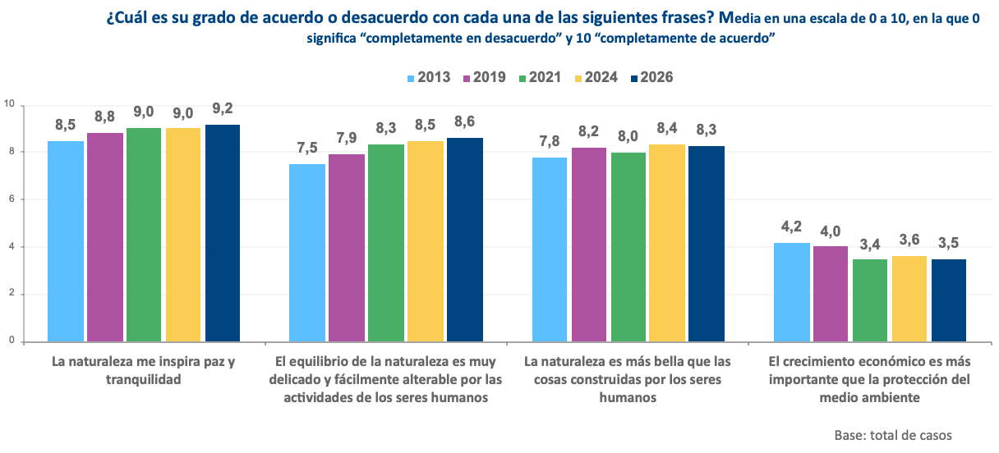 ¿Cuál es su grado de acuerdo o desacuerdo con cada una de las siguientes frases? Media en una escala de 0 a 10, en la que 0
significa “completamente en desacuerdo” y 10 “completamente de acuerdo”
2013 2019 2021 2024 2026
10
8
6
4
2
0
8,5 8,8 9,0 9,0 9,2
7,5 7,9 8,3 8,5 8,6
7,8 8,2 8,0 8,4 8,3
4,2 4,0 3,4 3,6 3,5
La naturaleza me inspira paz y
tranquilidad
El equilibrio de la naturaleza es muy
delicado y fácilmente alterable por las
actividades de los seres humanos
La naturaleza es más bella que las
cosas construidas por los seres
humanos
El crecimiento económico es más
importante que la protección del
medio ambiente
Base: total de casos